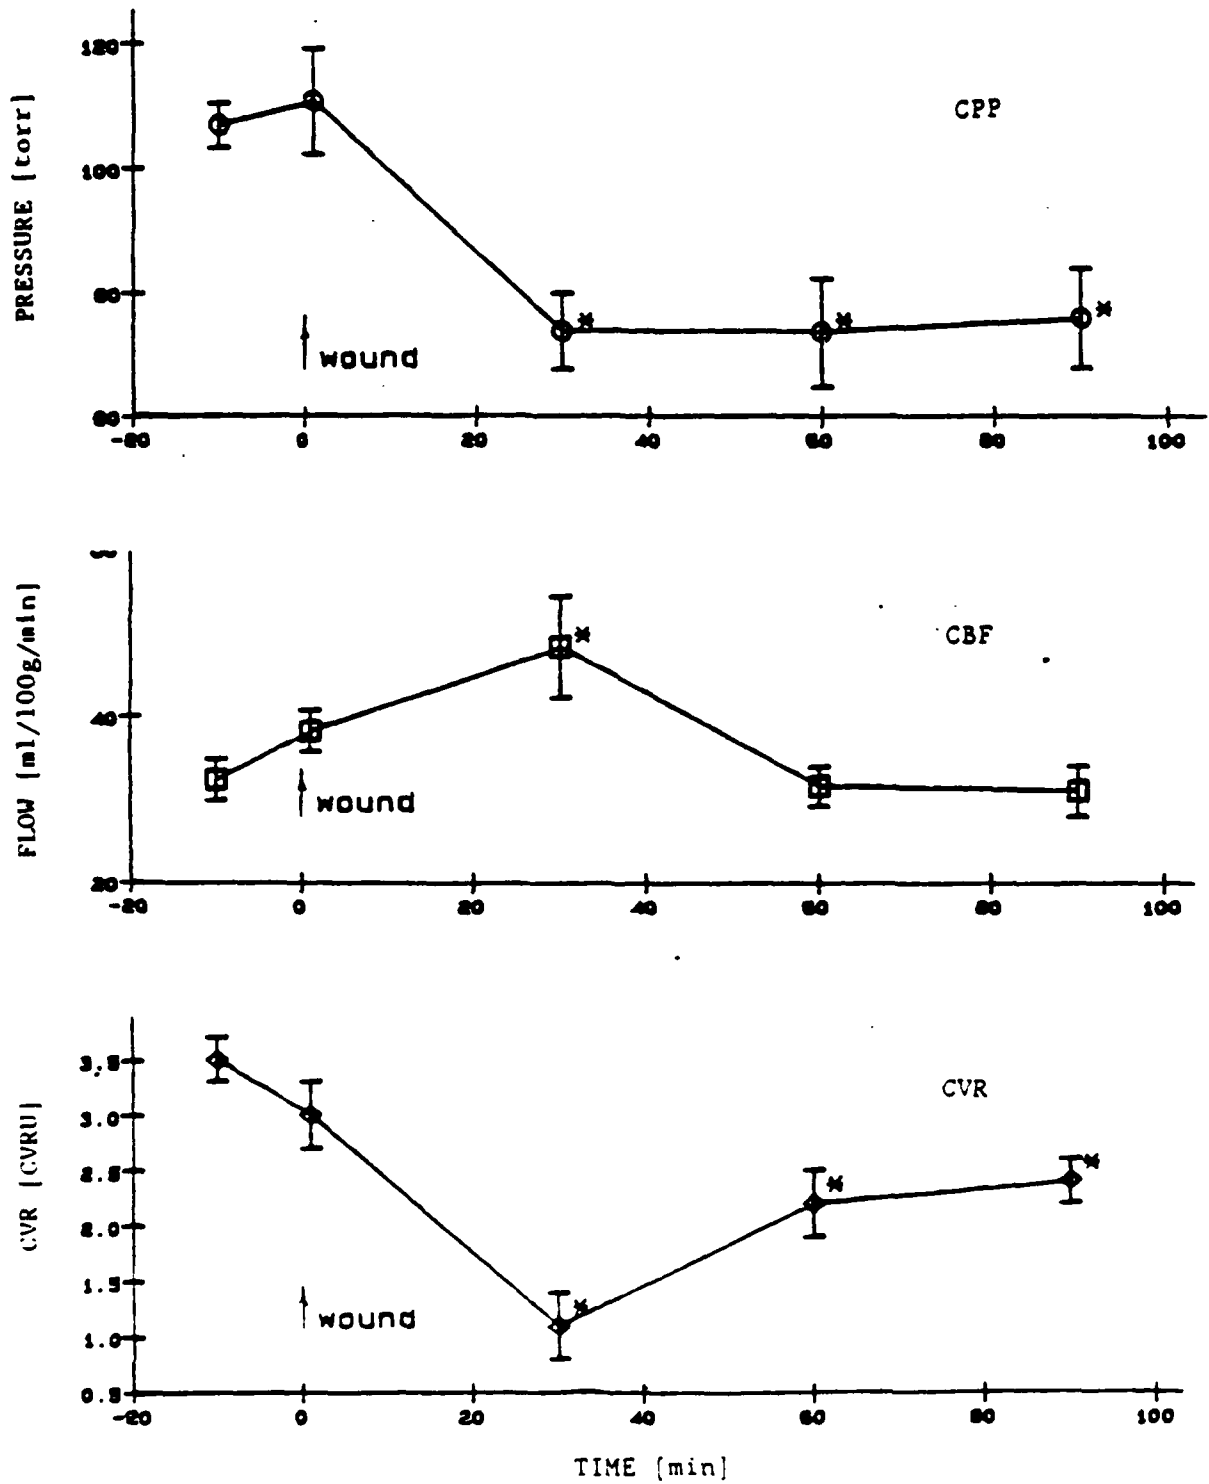 PRESSURE [torr]
120
100
80
60
CPP
* * *
wound
-20 0 20 40 60 80 100
FLOW [ml/100g/min]
40
20
CBF
*
wound
-20 0 20 40 60 80 100
CVR [CVRU]
3.5
3.0
2.5
2.0
1.5
1.0
0.5
CVR
* * *
wound
-20 0 20 40 60 80 100
TIME [min]